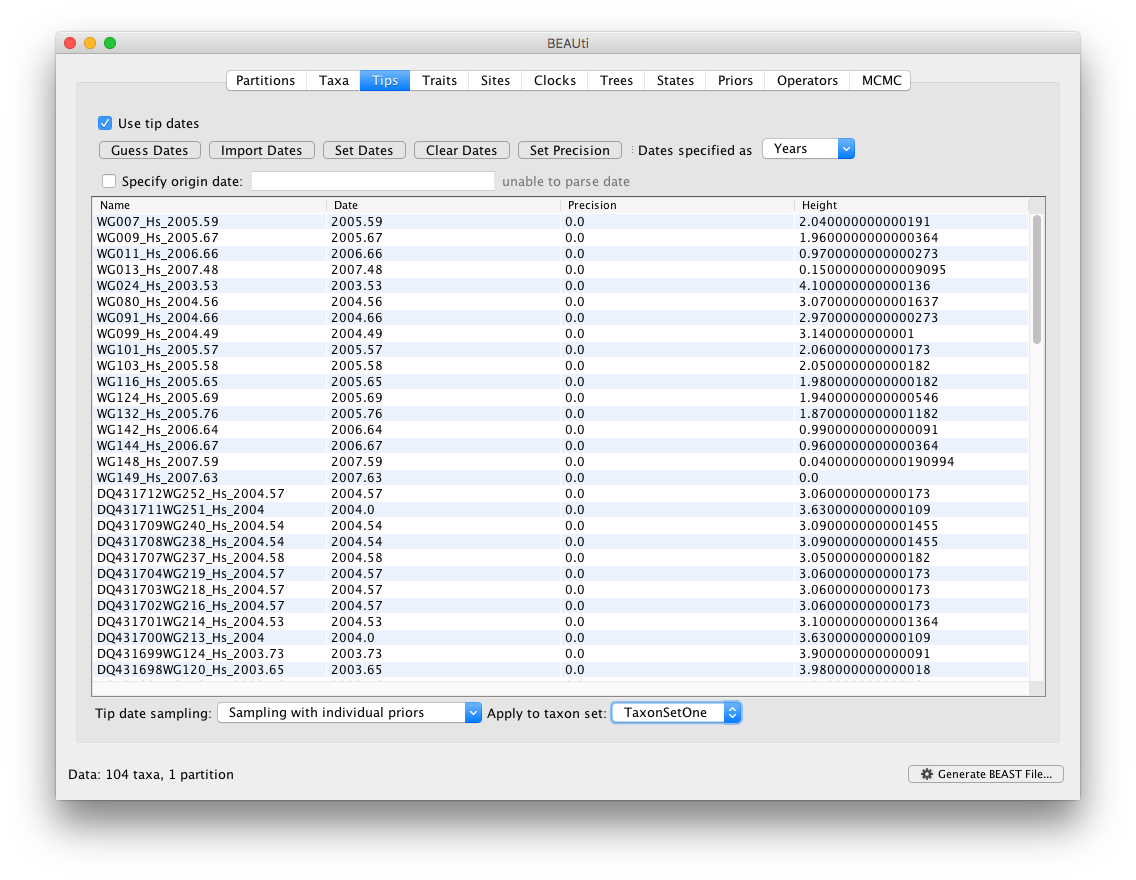 BEAUti
Partitions Taxa Tips Traits Sites Clocks Trees States Priors Operators MCMC
Use tip dates
Guess Dates Import Dates Set Dates Clear Dates Set Precision Dates specified as Years
Specify origin date: unable to parse date
Name Date Precision Height
WG007_Hs_2005.59 2005.59 0.0 2.040000000000191
WG009_Hs_2005.67 2005.67 0.0 1.9600000000000364
WG011_Hs_2006.66 2006.66 0.0 0.9700000000000273
WG013_Hs_2007.48 2007.48 0.0 0.15000000000009095
WG024_Hs_2003.53 2003.53 0.0 4.100000000000136
WG080_Hs_2004.56 2004.56 0.0 3.0700000000001637
WG091_Hs_2004.66 2004.66 0.0 2.9700000000000273
WG099_Hs_2004.49 2004.49 0.0 3.1400000000001
WG101_Hs_2005.57 2005.57 0.0 2.060000000000173
WG103_Hs_2005.58 2005.58 0.0 2.050000000000182
WG116_Hs_2005.65 2005.65 0.0 1.9800000000000182
WG124_Hs_2005.69 2005.69 0.0 1.9400000000000546
WG132_Hs_2005.76 2005.76 0.0 1.8700000000001182
WG142_Hs_2006.64 2006.64 0.0 0.9900000000000091
WG144_Hs_2006.67 2006.67 0.0 0.9600000000000364
WG148_Hs_2007.59 2007.59 0.0 0.040000000000190994
WG149_Hs_2007.63 2007.63 0.0 0.0
DQ431712WG252_Hs_2004.57 2004.57 0.0 3.060000000000173
DQ431711WG251_Hs_2004 2004.0 0.0 3.630000000000109
DQ431709WG240_Hs_2004.54 2004.54 0.0 3.0900000000001455
DQ431708WG238_Hs_2004.54 2004.54 0.0 3.0900000000001455
DQ431707WG237_Hs_2004.58 2004.58 0.0 3.050000000000182
DQ431704WG219_Hs_2004.57 2004.57 0.0 3.060000000000173
DQ431703WG218_Hs_2004.57 2004.57 0.0 3.060000000000173
DQ431702WG216_Hs_2004.57 2004.57 0.0 3.060000000000173
DQ431701WG214_Hs_2004.53 2004.53 0.0 3.1000000000001364
DQ431700WG213_Hs_2004 2004.0 0.0 3.630000000000109
DQ431699WG124_Hs_2003.73 2003.73 0.0 3.900000000000091
DQ431698WG120_Hs_2003.65 2003.65 0.0 3.980000000000018
Tip date sampling: Sampling with individual priors Apply to taxon set: TaxonSetOne
Data: 104 taxa, 1 partition Generate BEAST File...